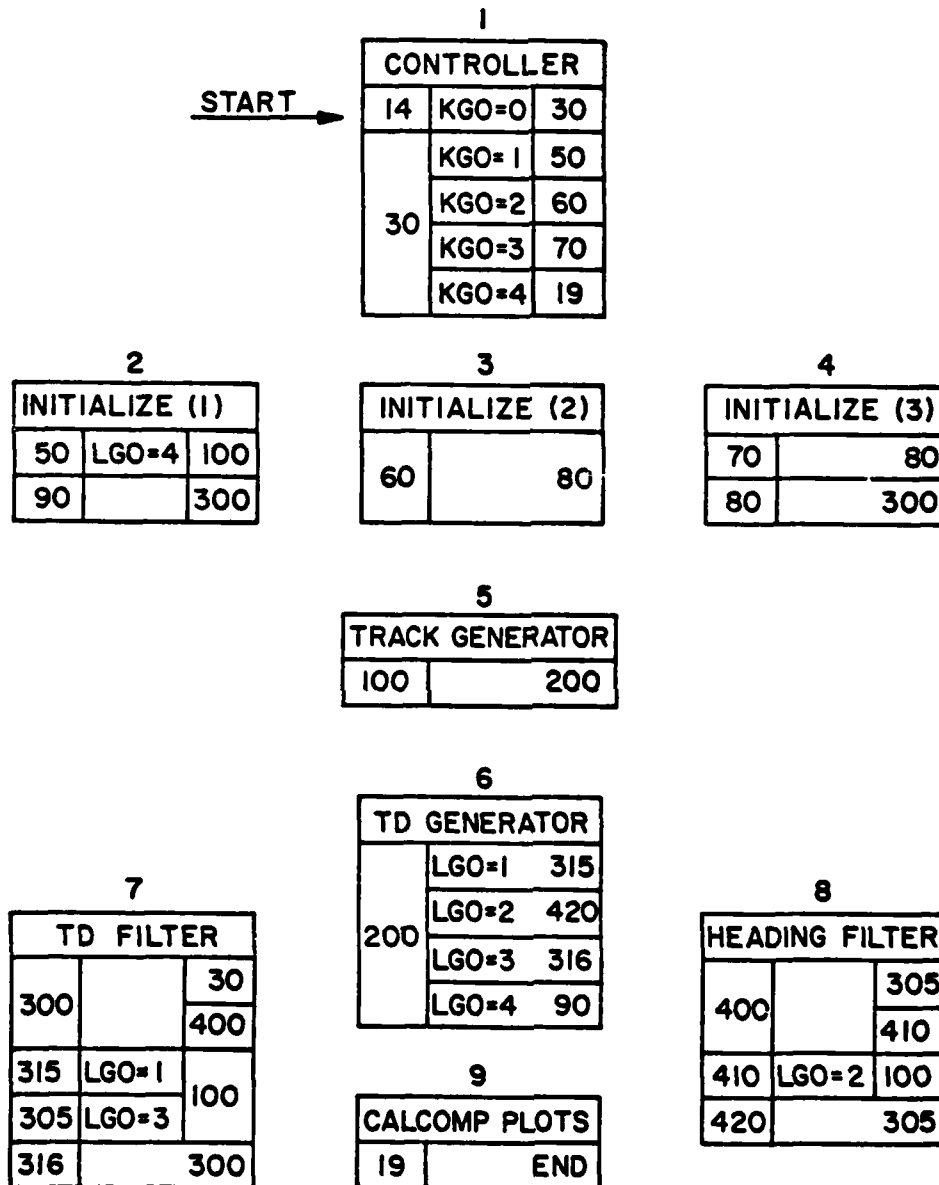 1
CONTROLLER
START
14 KGO=0 30
KGO=1 50
KGO=2 60
30
KGO=3 70
KGO=4 19
2
INITIALIZE (1)
50 LGO=4 100
90 300
3
INITIALIZE (2)
60 80
4
INITIALIZE (3)
70 80
80 300
5
TRACK GENERATOR
100 200
6
TD GENERATOR
LGO=1 315
LGO=2 420
200
LGO=3 316
LGO=4 90
7
TD FILTER
300 30
400
315 LGO=1
100
305 LGO=3
316 300
8
HEADING FILTER
400 305
410
410 LGO=2 100
420 305
9
CALCOMP PLOTS
19 END